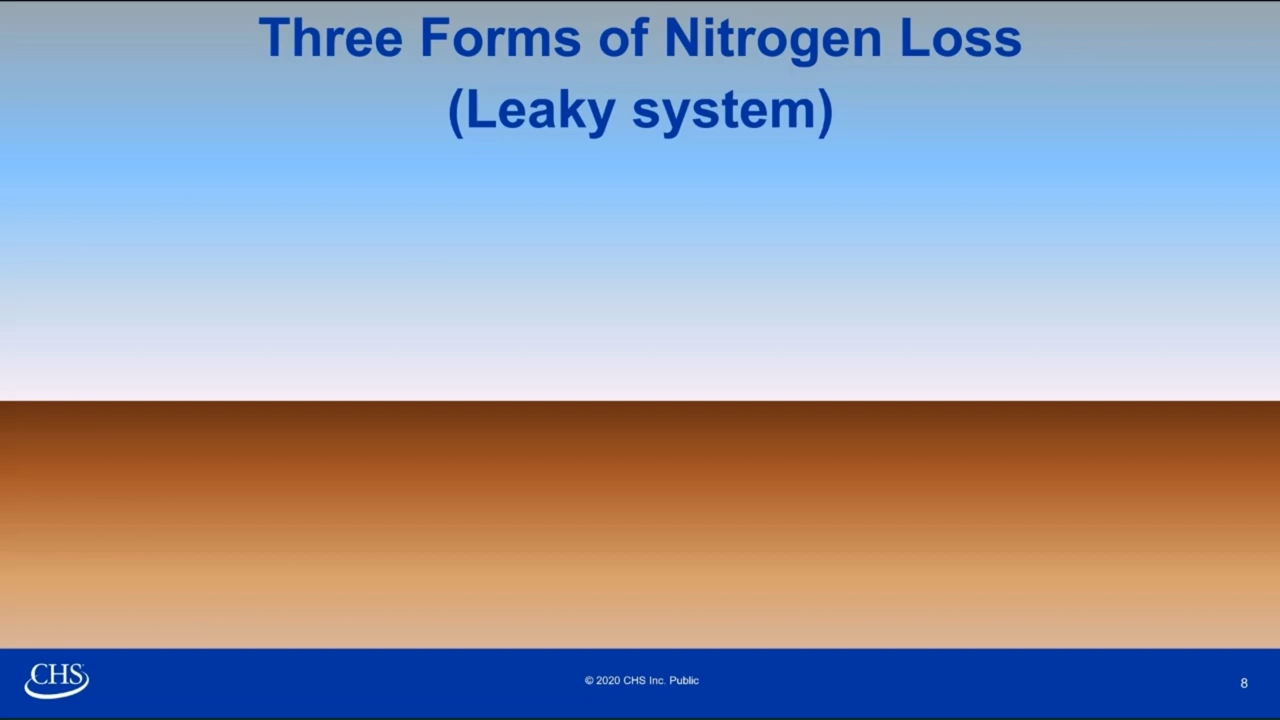 Three Forms of Nitrogen Loss
(Leaky system)
CHS
© 2020 CHS Inc. Public
8